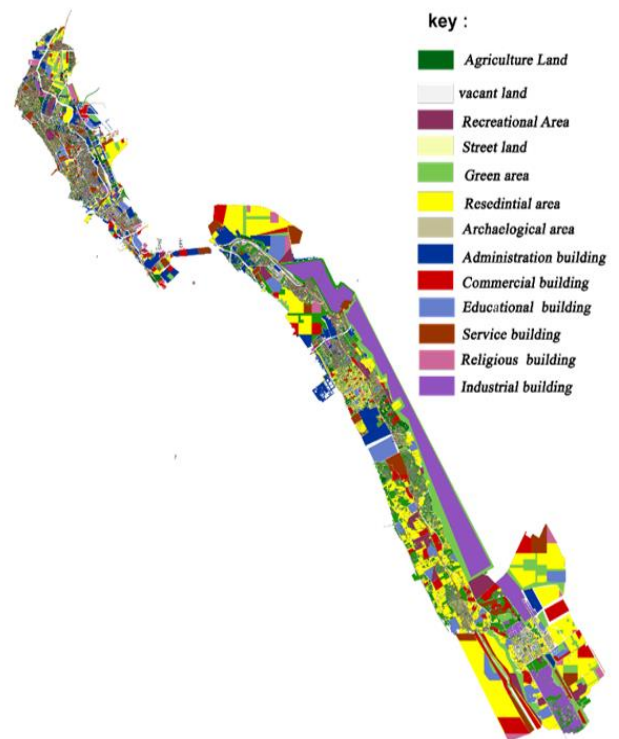 key :
Agriculture Land
vacant land
Recreational Area
Street land
Green area
Resedintial area
Archaelogical area
Administration building
Commercial building
Educational building
Service building
Religious building
Industrial building